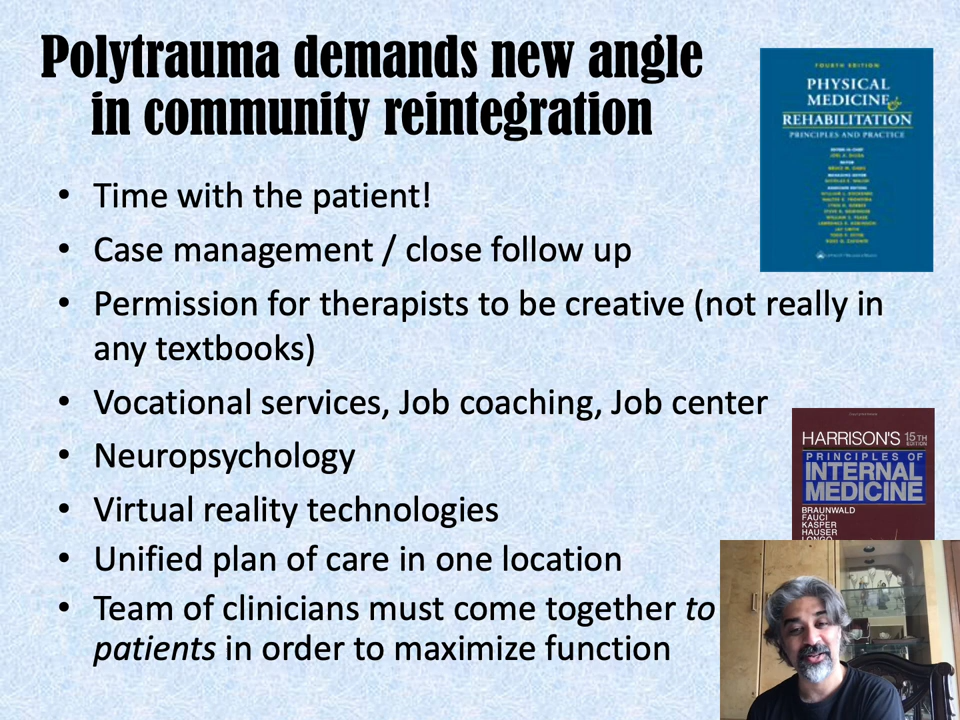 Polytrauma demands new angle
in community reintegration
• Time with the patient!
• Case management / close follow up
• Permission for therapists to be creative (not really in
any textbooks)
• Vocational services, Job coaching, Job center
• Neuropsychology
• Virtual reality technologies
• Unified plan of care in one location
• Team of clinicians must come together to
patients in order to maximize function
FOURTH EDITION
PHYSICAL
MEDICINE &
REHABILITATION
PRINCIPLES AND PRACTICE
HARRISON'S 15TH
EDITION
PRINCIPLES OF
INTERNAL
MEDICINE
BRAUNWALD
FAUCI
KASPER
HAUSER
LONGO